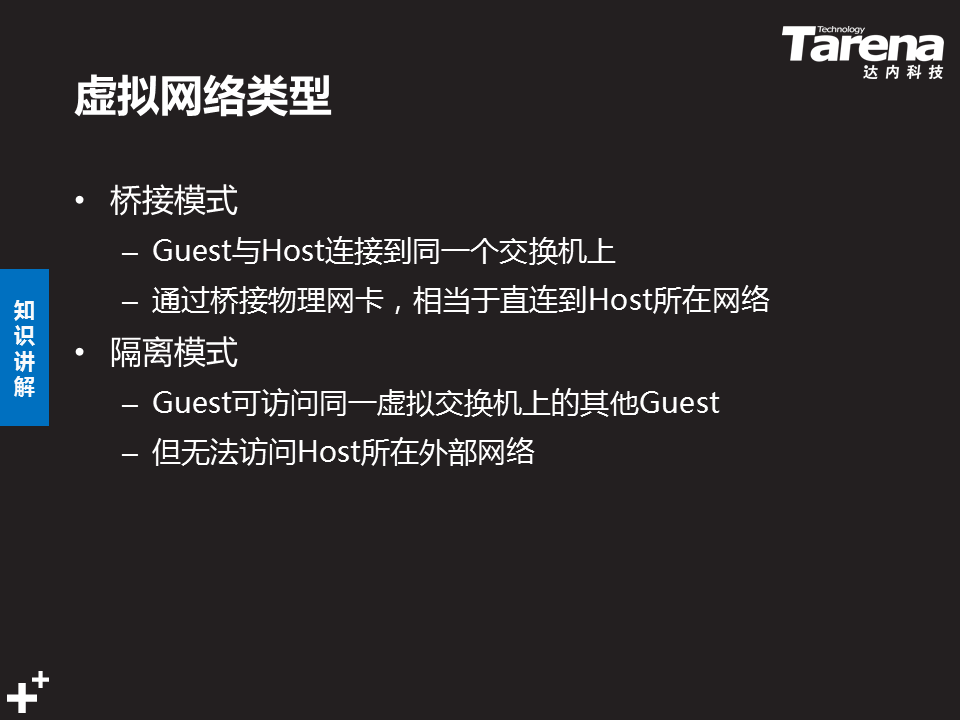 Technology
Tarena
达内科技
虚拟网络类型
• 桥接模式
– Guest与Host连接到同一个交换机上
– 通过桥接物理网卡，相当于直连到Host所在网络
• 隔离模式
– Guest可访问同一虚拟交换机上的其他Guest
– 但无法访问Host所在外部网络
知识讲解